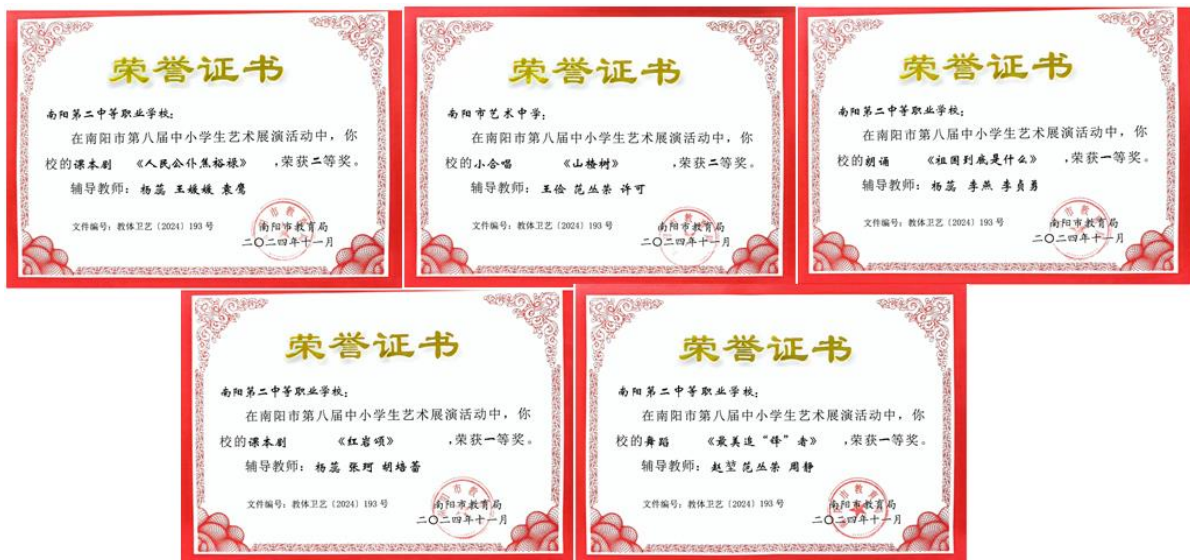 荣誉证书
南阳第二中等职业学校:
在南阳市第八届中小学生艺术展演活动中,你
校的课本剧 《人民公仆焦裕禄》 ,荣获二等奖。
辅导教师: 杨蕊 王媛媛 袁鹰
文件编号:教体卫艺〔2024〕193号
南阳市教育局
二〇二四年十一月
荣誉证书
南阳市艺术中学:
在南阳市第八届中小学生艺术展演活动中,你
校的小合唱 《山楂树》 ,荣获二等奖。
辅导教师: 王俭 范丛荣 许可
文件编号:教体卫艺〔2024〕193号
南阳市教育局
二〇二四年十一月
荣誉证书
南阳第二中等职业学校:
在南阳市第八届中小学生艺术展演活动中,你
校的朗诵 《祖国到底是什么》 ,荣获一等奖。
辅导教师: 杨蕊 李燕 李贞勇
文件编号:教体卫艺〔2024〕193号
南阳市教育局
二〇二四年十一月
荣誉证书
南阳第二中等职业学校:
在南阳市第八届中小学生艺术展演活动中,你
校的课本剧 《红岩颂》 ,荣获一等奖。
辅导教师: 杨蕊 张珂 胡培蕾
文件编号:教体卫艺〔2024〕193号
南阳市教育局
二〇二四年十一月
荣誉证书
南阳第二中等职业学校:
在南阳市第八届中小学生艺术展演活动中,你
校的舞蹈 《最美追“锋”者》 ,荣获一等奖。
辅导教师: 赵堃 范丛荣 周静
文件编号:教体卫艺〔2024〕193号
南阳市教育局
二〇二四年十一月